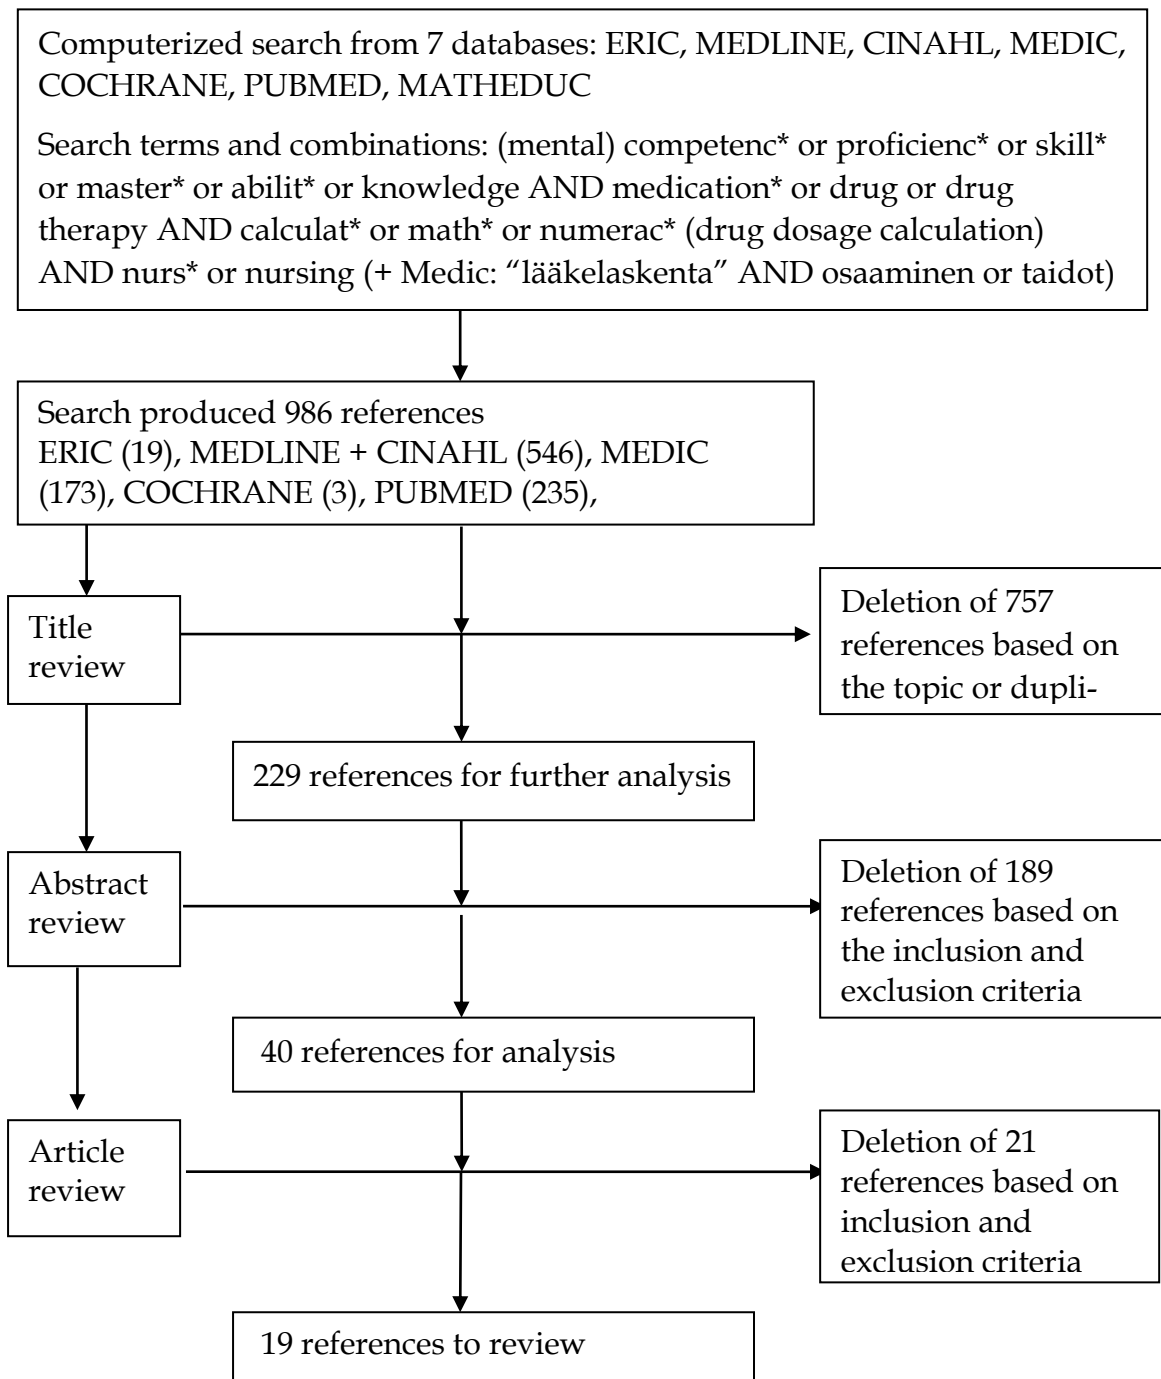 Computerized search from 7 databases: ERIC, MEDLINE, CINAHL, MEDIC,
COCHRANE, PUBMED, MATHEDUC
Search terms and combinations: (mental) competenc* or proficienc* or skill*
or master* or abilit* or knowledge AND medication* or drug or drug
therapy AND calculat* or math* or numerac* (drug dosage calculation)
AND nurs* or nursing (+ Medic: “lääkelaskenta” AND osaaminen or taidot)
Search produced 986 references
ERIC (19), MEDLINE + CINAHL (546), MEDIC
(173), COCHRANE (3), PUBMED (235),
Title
review
Deletion of 757
references based on
the topic or dupli-
229 references for further analysis
Abstract
review
Deletion of 189
references based on
the inclusion and
exclusion criteria
40 references for analysis
Article
review
Deletion of 21
references based on
inclusion and
exclusion criteria
19 references to review